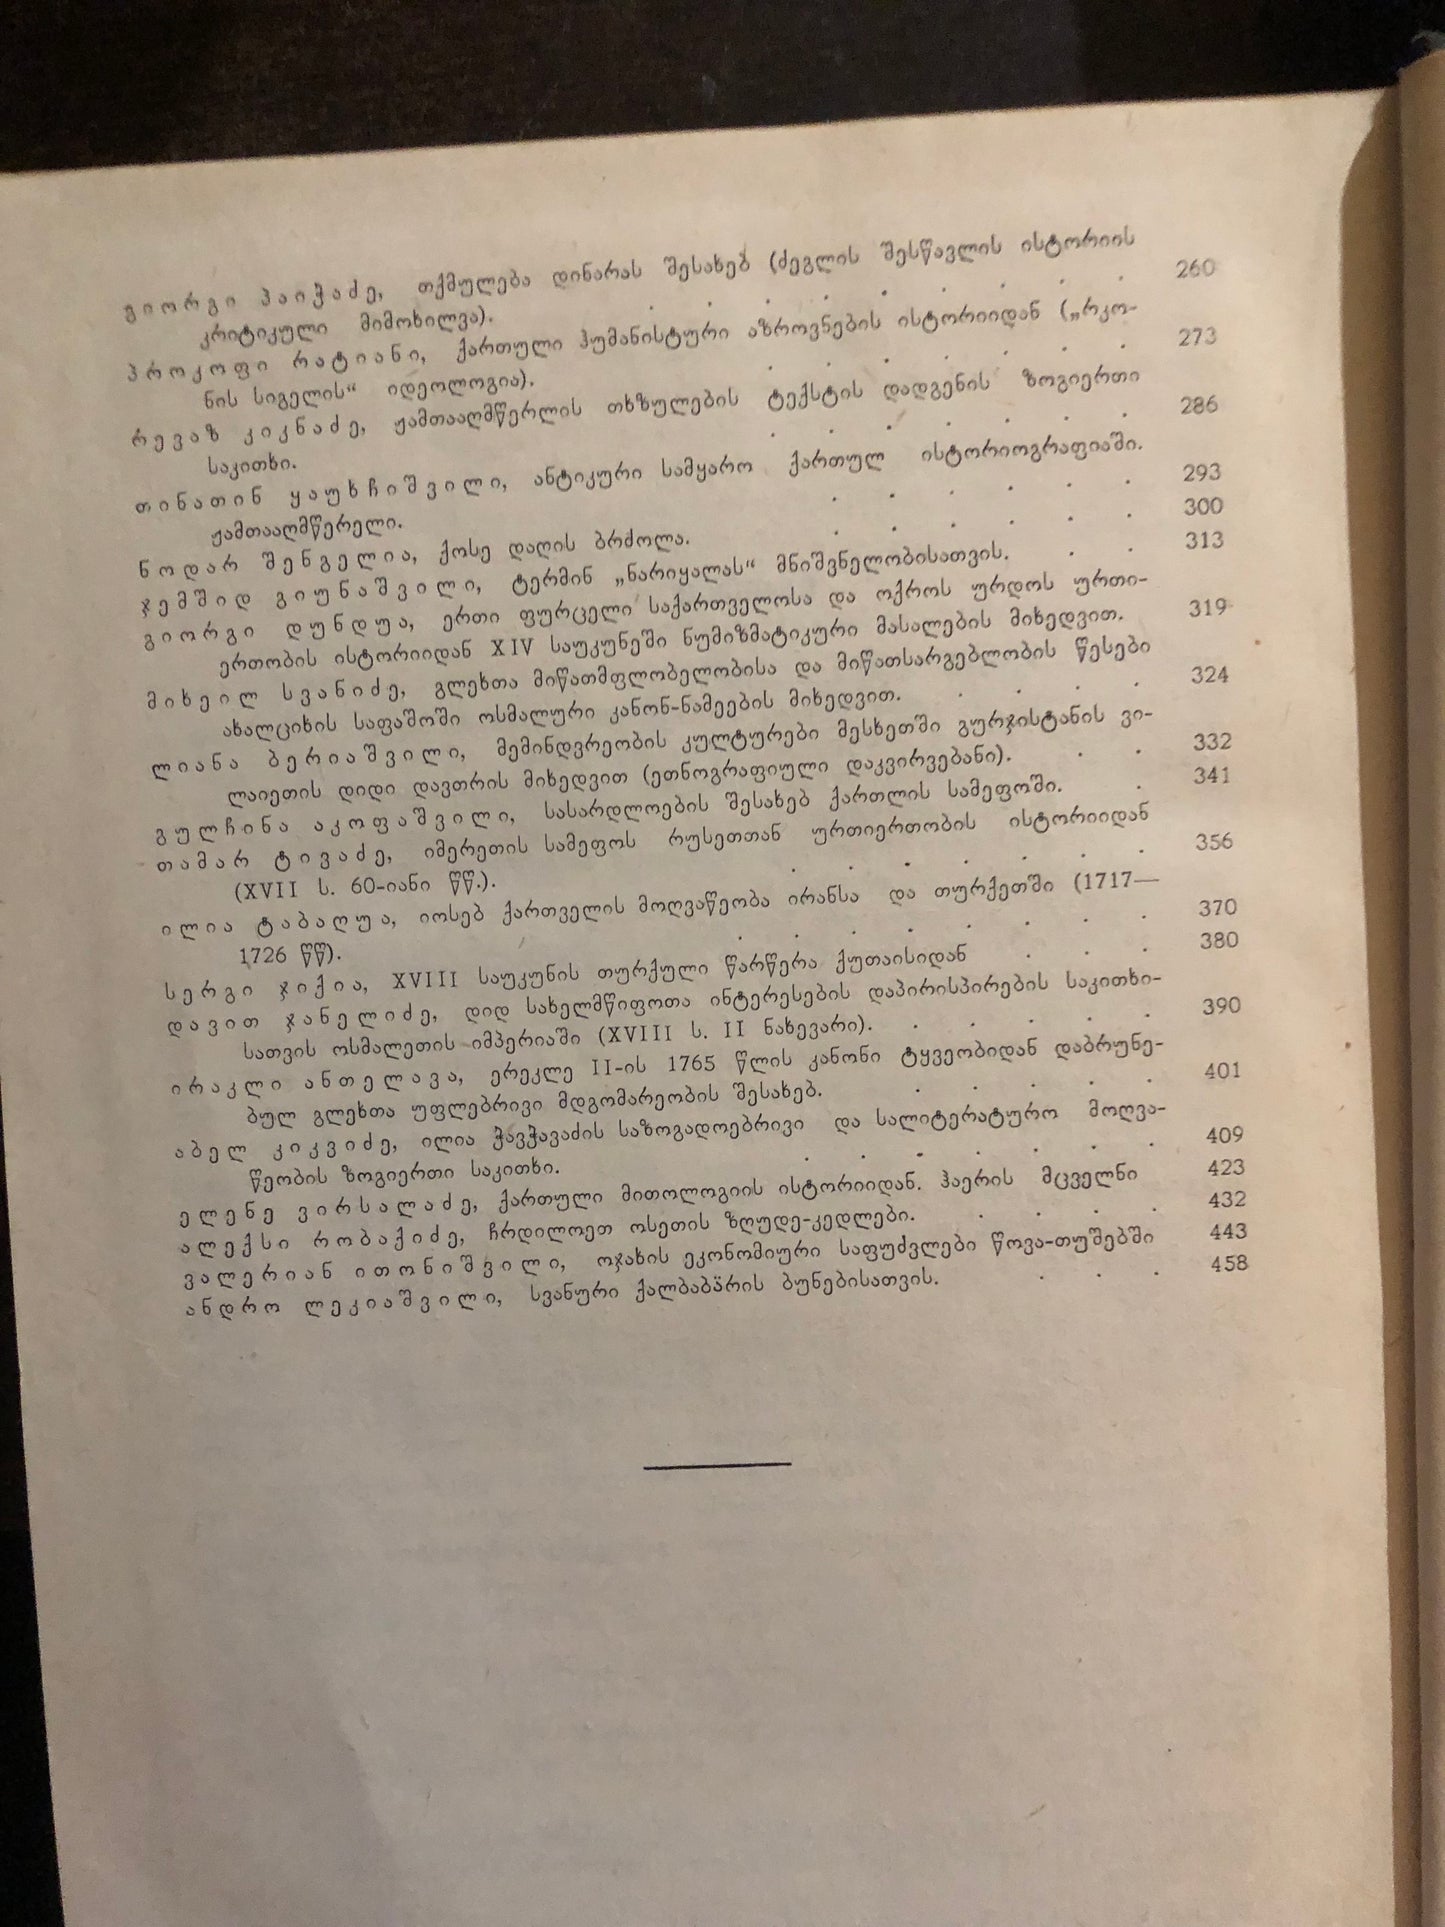 გიორგი პაიჭაძე, თქმულება დინარას შესახებ (ძეგლის შესწავლის ისტორიის
კრიტიკული მიმოხილვა). . . . . . . . . . 260
პროკოფი რატიანი, ქართული ჰუმანისტური აზროვნების ისტორიიდან („რკო-
ნის სიგელის“ იდეოლოგია). . . . . . . . 273
რევაზ კიკნაძე, ჟამთააღმწერლის თხზულების ტექსტის დადგენის ზოგიერთი
საკითხი. . . . . . . . 286
თინათინ ყაუხჩიშვილი, ანტიკური სამყარო ქართულ ისტორიოგრაფიაში.
ჟამთააღმწერელი. . . . . . 293
ნოდარ შენგელია, ქოსე დაღის ბრძოლა. . . . . . 300
ჯემშიდ გიუნაშვილი, ტერმინ „ნარიყალას“ მნიშვნელობისათვის. . . 313
გიორგი დუნდუა, ერთი ფურცელი საქართველოსა და ოქროს ურდოს ურთი-
ერთობის ისტორიიდან XIV საუკუნეში ნუმიზმატიკური მასალების მიხედვით. 319
მიხეილ სვანიძე, გლეხთა მიწათმფლობელობისა და მიწათსარგებლობის წესები
ახალციხის საფაშოში ოსმალური კანონ-ნამეების მიხედვით. . . . . 324
ლიანა ბერიაშვილი, მემინდვრეობის კულტურები მესხეთში გურჯისტანის ვი-
ლაიეთის დიდი დავთრის მიხედვით (ეთნოგრაფიული დაკვირვებანი). . . 332
გულჩინა აკოფაშვილი, სასარდლოების შესახებ ქართლის სამეფოში. . 341
თამარ ტივაძე, იმერეთის სამეფოს რუსეთთან ურთიერთობის ისტორიიდან
(XVII ს. 60-იანი წწ.). . . . . . . . 356
ილია ტაბაღუა, იოსებ ქართველის მოღვაწეობა ირანსა და თურქეთში (1717—
1726 წწ). . . . . . . . . 370
სერგი ჯიქია, XVIII საუკუნის თურქული წარწერა ქუთაისიდან . . . 380
დავით ჯანელიძე, დიდ სახელმწიფოთა ინტერესების დაპირისპირების საკითხი-
სათვის ოსმალეთის იმპერიაში (XVIII ს. II ნახევარი). . . . . . 390
ირაკლი ანთელავა, ერეკლე II-ის 1765 წლის კანონი ტყვეობიდან დაბრუნე-
ბულ გლეხთა უფლებრივი მდგომარეობის შესახებ. . . . . . 401
აბელ კიკვიძე, ილია ჭავჭავაძის საზოგადოებრივი და სალიტერატურო მოღვა-
წეობის ზოგიერთი საკითხი. . . . . . . . 409
ელენე ვირსალაძე, ქართული მითოლოგიის ისტორიიდან. ჰაერის მცველნი 423
ალექსი რობაქიძე, ჩრდილოეთ ოსეთის ზღუდე-კედლები. . . . . 432
ვალერიან ითონიშვილი, ოჯახის ეკონომიური საფუძვლები წოვა-თუშებში 443
ანდრო ლეკიაშვილი, სვანური ქალბაბა̈რის ბუნებისათვის. . . . 458